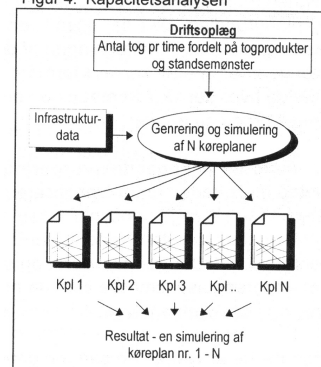 Figur 4. Kapacitetsanalysen
Driftsoplæg
Antal tog pr time fordelt på togprodukter
og standsemønster
Infrastruktur-
data
Genrering og simulering
af N køreplaner
Kpl 1 Kpl 2 Kpl 3 Kpl .. Kpl N
Resultat - en simulering af
køreplan nr. 1 - N